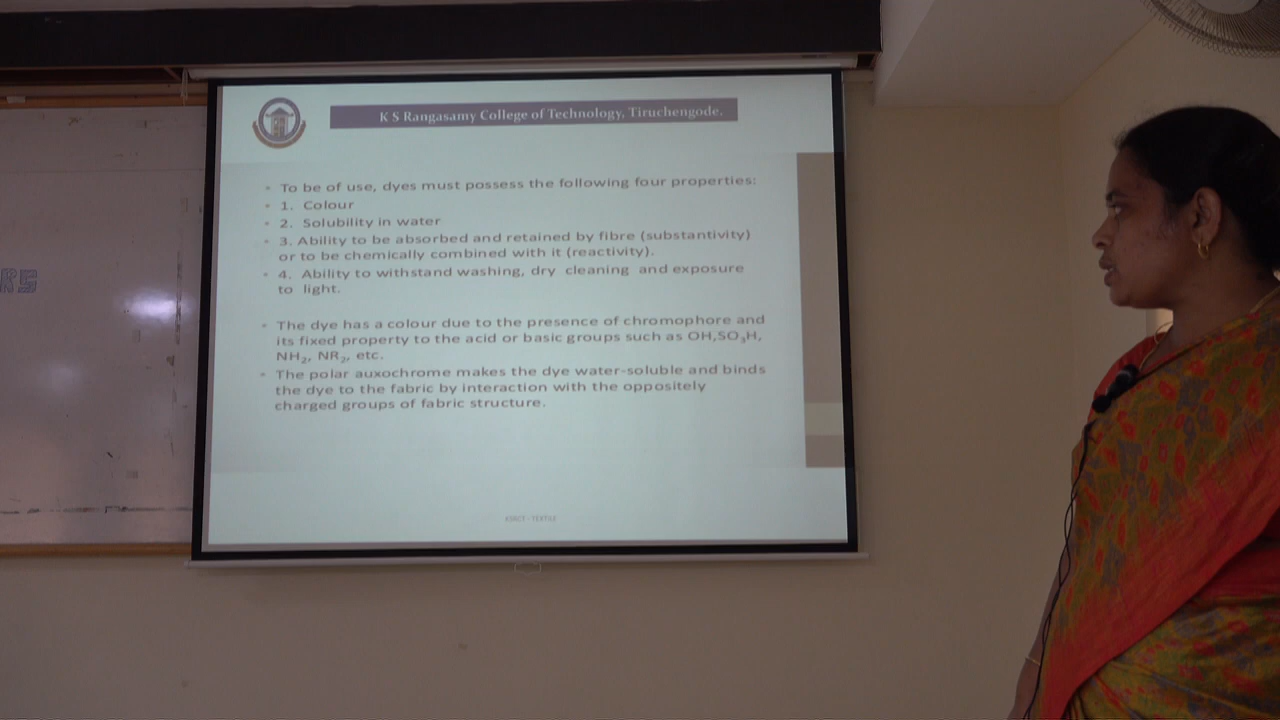 K S Rangasamy College of Technology, Tiruchengode.
• To be of use, dyes must possess the following four properties:
• 1. Colour
• 2. Solubility in water
• 3. Ability to be absorbed and retained by fibre (substantivity)
or to be chemically combined with it (reactivity).
• 4. Ability to withstand washing, dry cleaning and exposure
to light.
• The dye has a colour due to the presence of chromophore and
its fixed property to the acid or basic groups such as OH,SO₃H,
NH₂, NR₂, etc.
• The polar auxochrome makes the dye water-soluble and binds
the dye to the fabric by interaction with the oppositely
charged groups of fabric structure.
KSRCT - TEXTILE
RS